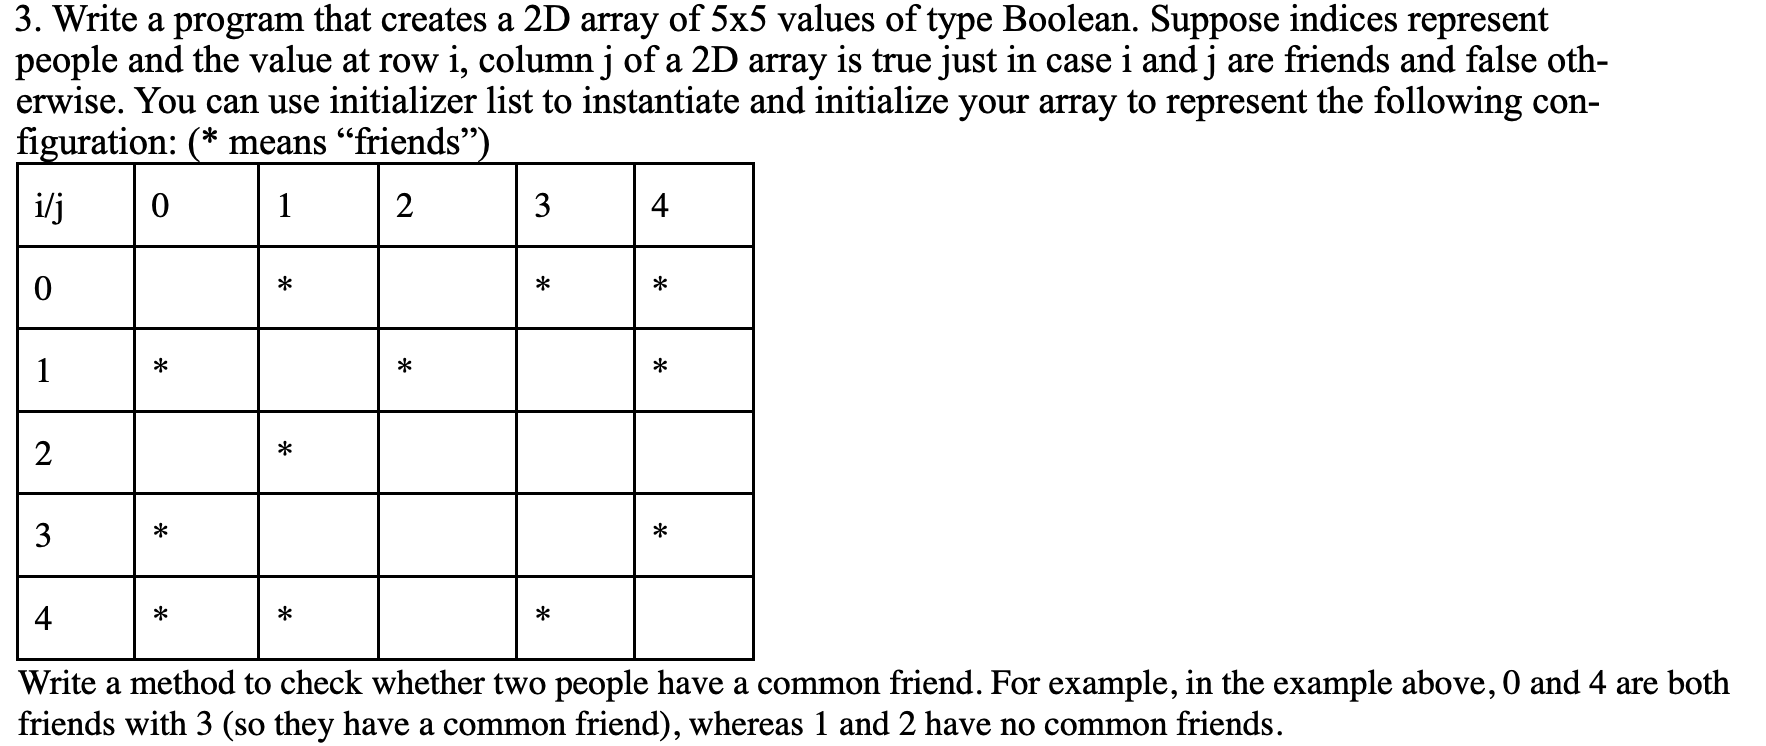 3. Write a program that creates a 2D array of 5x5 values of type Boolean. Suppose indices represent
people and the value at row i, column j of a 2D array is true just in case i and j are friends and false oth-
erwise. You can use initializer list to instantiate and initialize your array to represent the following con-
figuration: (* means “friends”)
i/j 0 1 2 3 4
0 * * *
1 * * *
2 *
3 * *
4 * * *
Write a method to check whether two people have a common friend. For example, in the example above, 0 and 4 are both
friends with 3 (so they have a common friend), whereas 1 and 2 have no common friends.